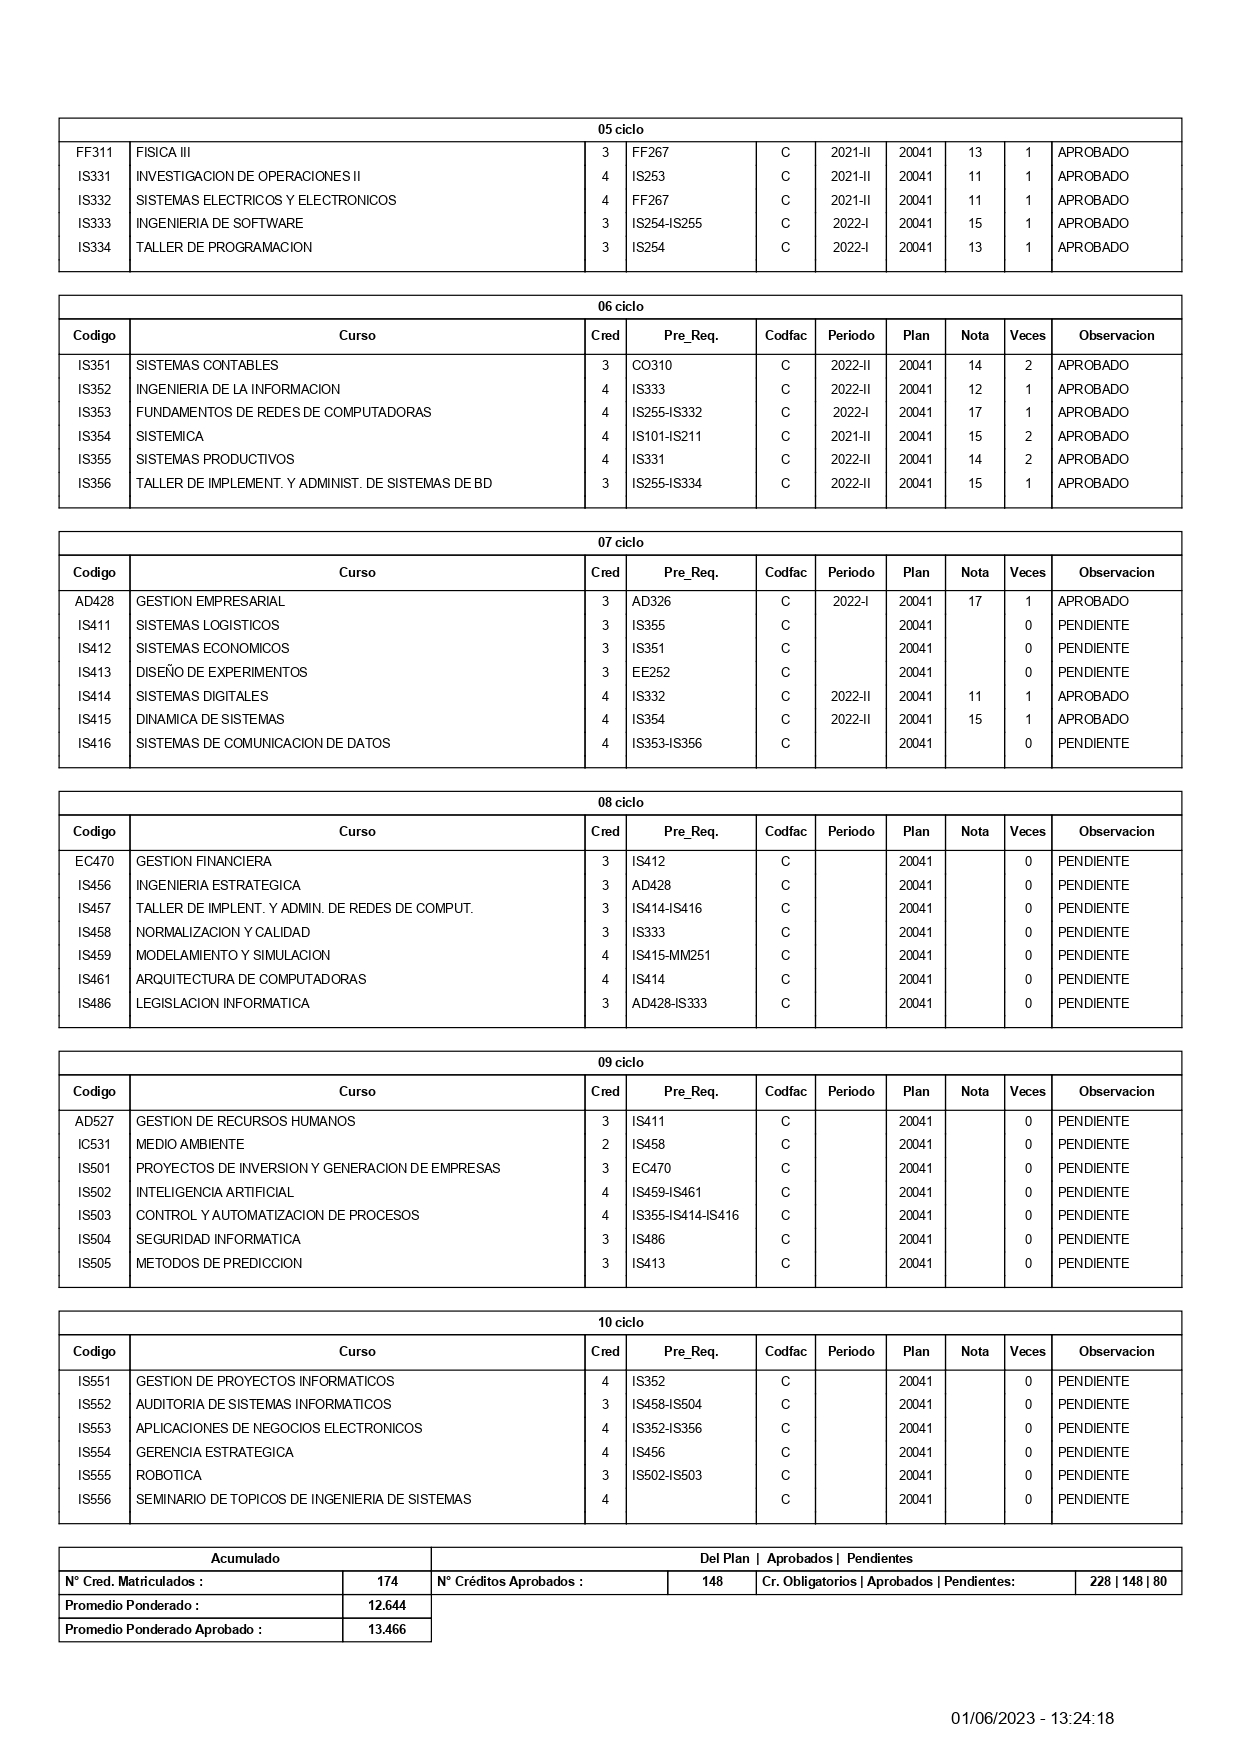 05 ciclo
FF311 FISICA III 3 FF267 C 2021-II 20041 13 1 APROBADO
IS331 INVESTIGACION DE OPERACIONES II 4 IS253 C 2021-II 20041 11 1 APROBADO
IS332 SISTEMAS ELECTRICOS Y ELECTRONICOS 4 FF267 C 2021-II 20041 11 1 APROBADO
IS333 INGENIERIA DE SOFTWARE 3 IS254-IS255 C 2022-I 20041 15 1 APROBADO
IS334 TALLER DE PROGRAMACION 3 IS254 C 2022-I 20041 13 1 APROBADO
06 ciclo
Codigo Curso Cred Pre_Req. Codfac Periodo Plan Nota Veces Observacion
IS351 SISTEMAS CONTABLES 3 CO310 C 2022-II 20041 14 2 APROBADO
IS352 INGENIERIA DE LA INFORMACION 4 IS333 C 2022-II 20041 12 1 APROBADO
IS353 FUNDAMENTOS DE REDES DE COMPUTADORAS 4 IS255-IS332 C 2022-I 20041 17 1 APROBADO
IS354 SISTEMICA 4 IS101-IS211 C 2021-II 20041 15 2 APROBADO
IS355 SISTEMAS PRODUCTIVOS 4 IS331 C 2022-II 20041 14 2 APROBADO
IS356 TALLER DE IMPLEMENT. Y ADMINIST. DE SISTEMAS DE BD 3 IS255-IS334 C 2022-II 20041 15 1 APROBADO
07 ciclo
Codigo Curso Cred Pre_Req. Codfac Periodo Plan Nota Veces Observacion
AD428 GESTION EMPRESARIAL 3 AD326 C 2022-I 20041 17 1 APROBADO
IS411 SISTEMAS LOGISTICOS 3 IS355 C 20041 0 PENDIENTE
IS412 SISTEMAS ECONOMICOS 3 IS351 C 20041 0 PENDIENTE
IS413 DISEÑO DE EXPERIMENTOS 3 EE252 C 20041 0 PENDIENTE
IS414 SISTEMAS DIGITALES 4 IS332 C 2022-II 20041 11 1 APROBADO
IS415 DINAMICA DE SISTEMAS 4 IS354 C 2022-II 20041 15 1 APROBADO
IS416 SISTEMAS DE COMUNICACION DE DATOS 4 IS353-IS356 C 20041 0 PENDIENTE
08 ciclo
Codigo Curso Cred Pre_Req. Codfac Periodo Plan Nota Veces Observacion
EC470 GESTION FINANCIERA 3 IS412 C 20041 0 PENDIENTE
IS456 INGENIERIA ESTRATEGICA 3 AD428 C 20041 0 PENDIENTE
IS457 TALLER DE IMPLENT. Y ADMIN. DE REDES DE COMPUT. 3 IS414-IS416 C 20041 0 PENDIENTE
IS458 NORMALIZACION Y CALIDAD 3 IS333 C 20041 0 PENDIENTE
IS459 MODELAMIENTO Y SIMULACION 4 IS415-MM251 C 20041 0 PENDIENTE
IS461 ARQUITECTURA DE COMPUTADORAS 4 IS414 C 20041 0 PENDIENTE
IS486 LEGISLACION INFORMATICA 3 AD428-IS333 C 20041 0 PENDIENTE
09 ciclo
Codigo Curso Cred Pre_Req. Codfac Periodo Plan Nota Veces Observacion
AD527 GESTION DE RECURSOS HUMANOS 3 IS411 C 20041 0 PENDIENTE
IC531 MEDIO AMBIENTE 2 IS458 C 20041 0 PENDIENTE
IS501 PROYECTOS DE INVERSION Y GENERACION DE EMPRESAS 3 EC470 C 20041 0 PENDIENTE
IS502 INTELIGENCIA ARTIFICIAL 4 IS459-IS461 C 20041 0 PENDIENTE
IS503 CONTROL Y AUTOMATIZACION DE PROCESOS 4 IS355-IS414-IS416 C 20041 0 PENDIENTE
IS504 SEGURIDAD INFORMATICA 3 IS486 C 20041 0 PENDIENTE
IS505 METODOS DE PREDICCION 3 IS413 C 20041 0 PENDIENTE
10 ciclo
Codigo Curso Cred Pre_Req. Codfac Periodo Plan Nota Veces Observacion
IS551 GESTION DE PROYECTOS INFORMATICOS 4 IS352 C 20041 0 PENDIENTE
IS552 AUDITORIA DE SISTEMAS INFORMATICOS 3 IS458-IS504 C 20041 0 PENDIENTE
IS553 APLICACIONES DE NEGOCIOS ELECTRONICOS 4 IS352-IS356 C 20041 0 PENDIENTE
IS554 GERENCIA ESTRATEGICA 4 IS456 C 20041 0 PENDIENTE
IS555 ROBOTICA 3 IS502-IS503 C 20041 0 PENDIENTE
IS556 SEMINARIO DE TOPICOS DE INGENIERIA DE SISTEMAS 4 C 20041 0 PENDIENTE
Acumulado Del Plan | Aprobados | Pendientes
N° Cred. Matriculados : 174 N° Créditos Aprobados : 148 Cr. Obligatorios | Aprobados | Pendientes: 228 | 148 | 80
Promedio Ponderado : 12.644
Promedio Ponderado Aprobado : 13.466
01/06/2023 - 13:24:18